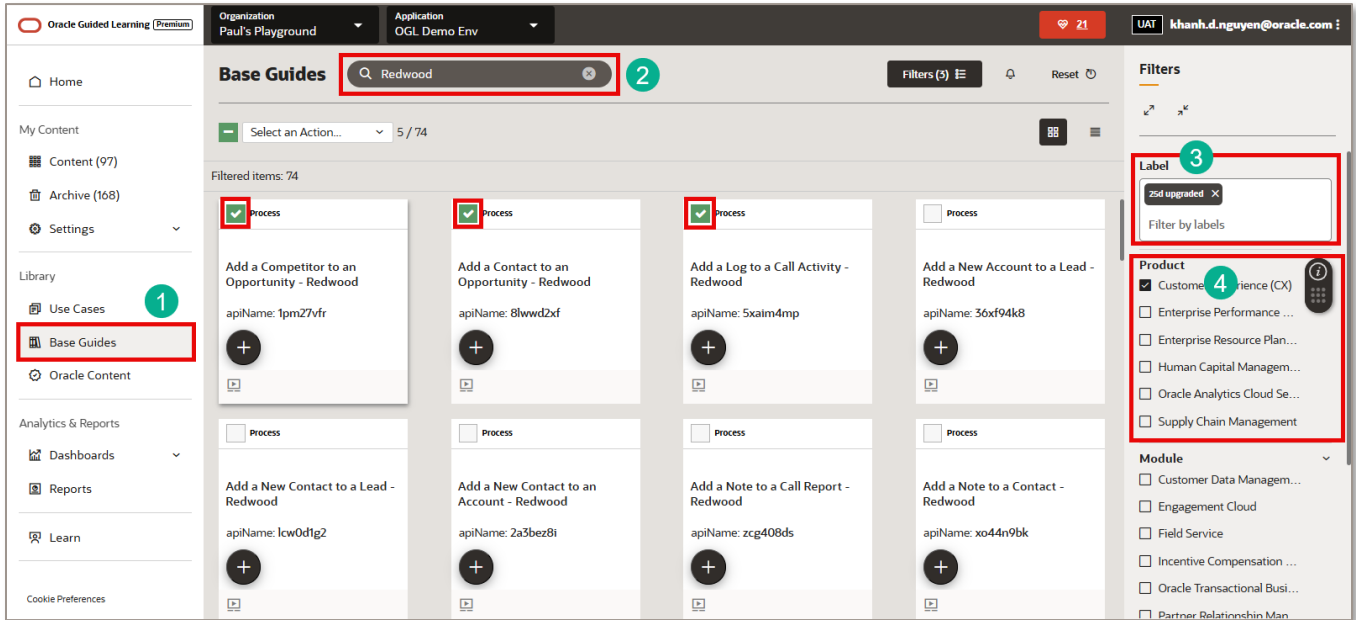 Oracle Guided Learning Premium
Organization
Paul's Playground
Application
OGL Demo Env
21
UAT khanh.d.nguyen@oracle.com
Home
My Content
Content (97)
Archive (168)
Settings
Library
Use Cases
1
Base Guides
Oracle Content
Analytics & Reports
Dashboards
Reports
Learn
Cookie Preferences
Base Guides
Redwood
2
Filters (3)
Reset
Select an Action...
5 / 74
Filtered items: 74
Process
Add a Competitor to an
Opportunity - Redwood
apiName: 1pm27vfr
Process
Add a Contact to an
Opportunity - Redwood
apiName: 8lwwd2xf
Process
Add a Log to a Call Activity -
Redwood
apiName: 5xaim4mp
Process
Add a New Account to a Lead -
Redwood
apiName: 36xf94k8
Process
Add a New Contact to a Lead -
Redwood
apiName: lcw0d1g2
Process
Add a New Contact to an
Account - Redwood
apiName: 2a3bez8i
Process
Add a Note to a Call Report -
Redwood
apiName: zcg408ds
Process
Add a Note to a Contact -
Redwood
apiName: xo44n9bk
Filters
3
Label
25d upgraded
Filter by labels
Product
4
Custome rience (CX)
Enterprise Performance ...
Enterprise Resource Plan...
Human Capital Managem...
Oracle Analytics Cloud Se...
Supply Chain Management
Module
Customer Data Managem...
Engagement Cloud
Field Service
Incentive Compensation ...
Oracle Transactional Busi...
Partner Relationship Man